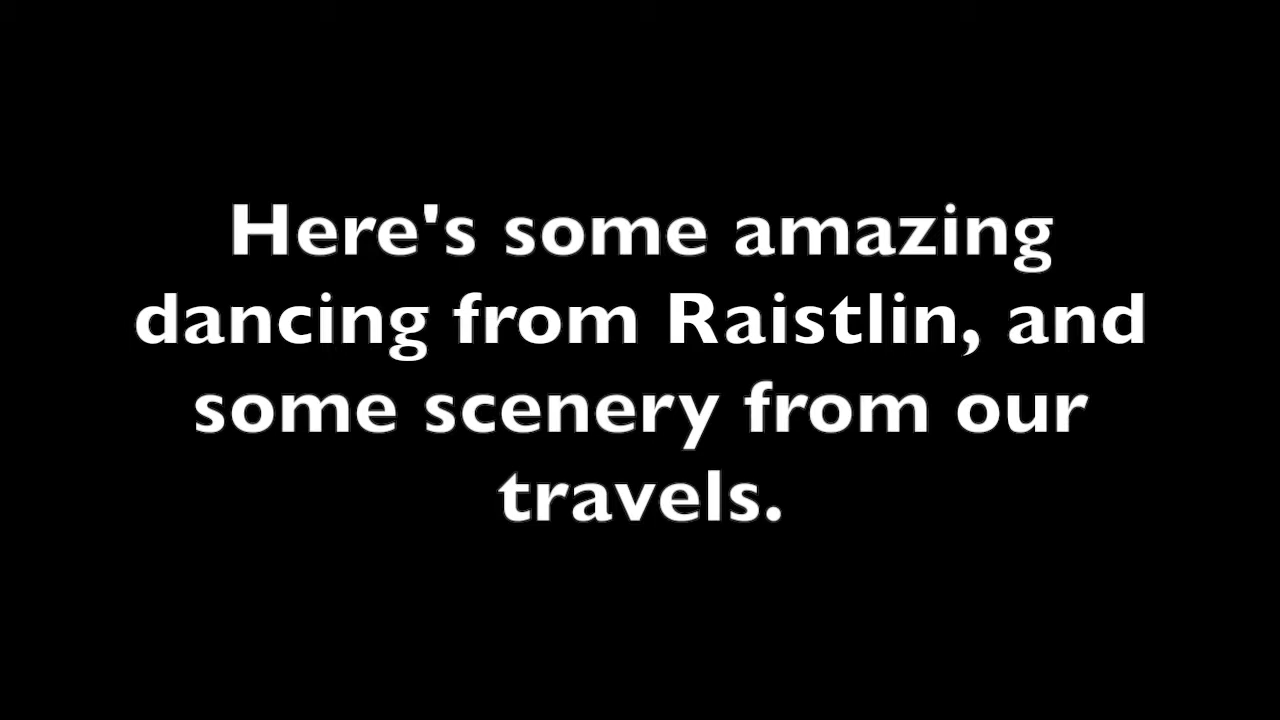 Here's some amazing
dancing from Raistlin, and
some scenery from our
travels.